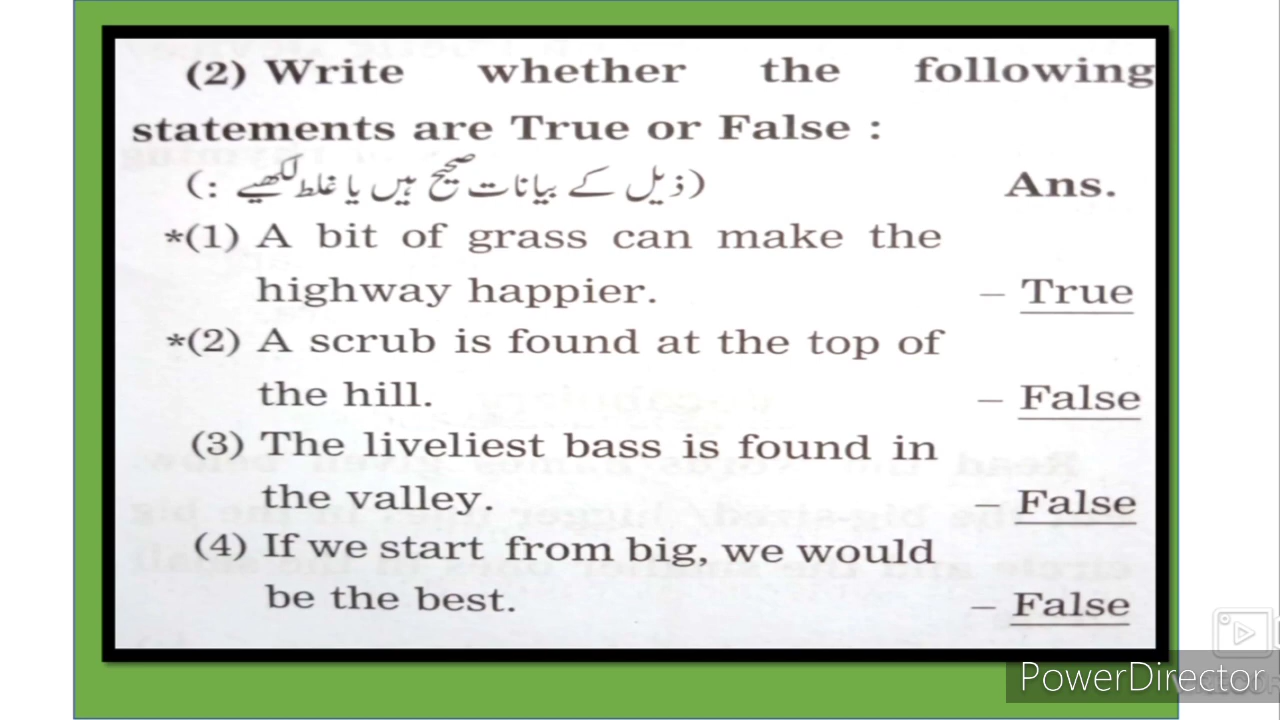 (2) Write whether the following
statements are True or False :
(ذیل کے بیانات صحیح ہیں یا غلط لکھیے :)
Ans.
*(1) A bit of grass can make the
highway happier. – True
*(2) A scrub is found at the top of
the hill. – False
(3) The liveliest bass is found in
the valley. – False
(4) If we start from big, we would
be the best. – False
PowerDirector